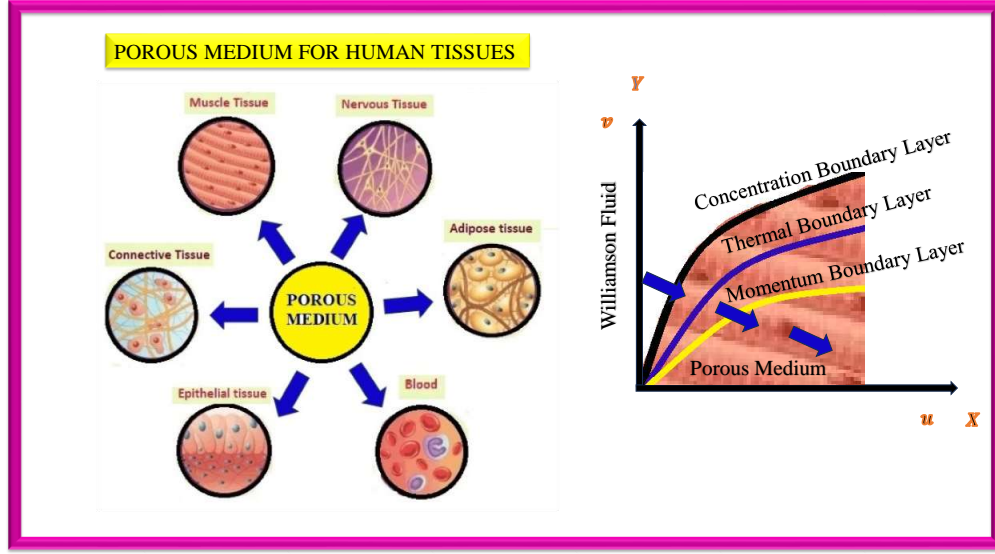 POROUS MEDIUM FOR HUMAN TISSUES
Muscle Tissue
Nervous Tissue
Connective Tissue
Adipose tissue
POROUS
MEDIUM
Epithelial tissue
Blood
Y
v
Williamson Fluid
Concentration Boundary Layer
Thermal Boundary Layer
Momentum Boundary Layer
Porous Medium
u
X